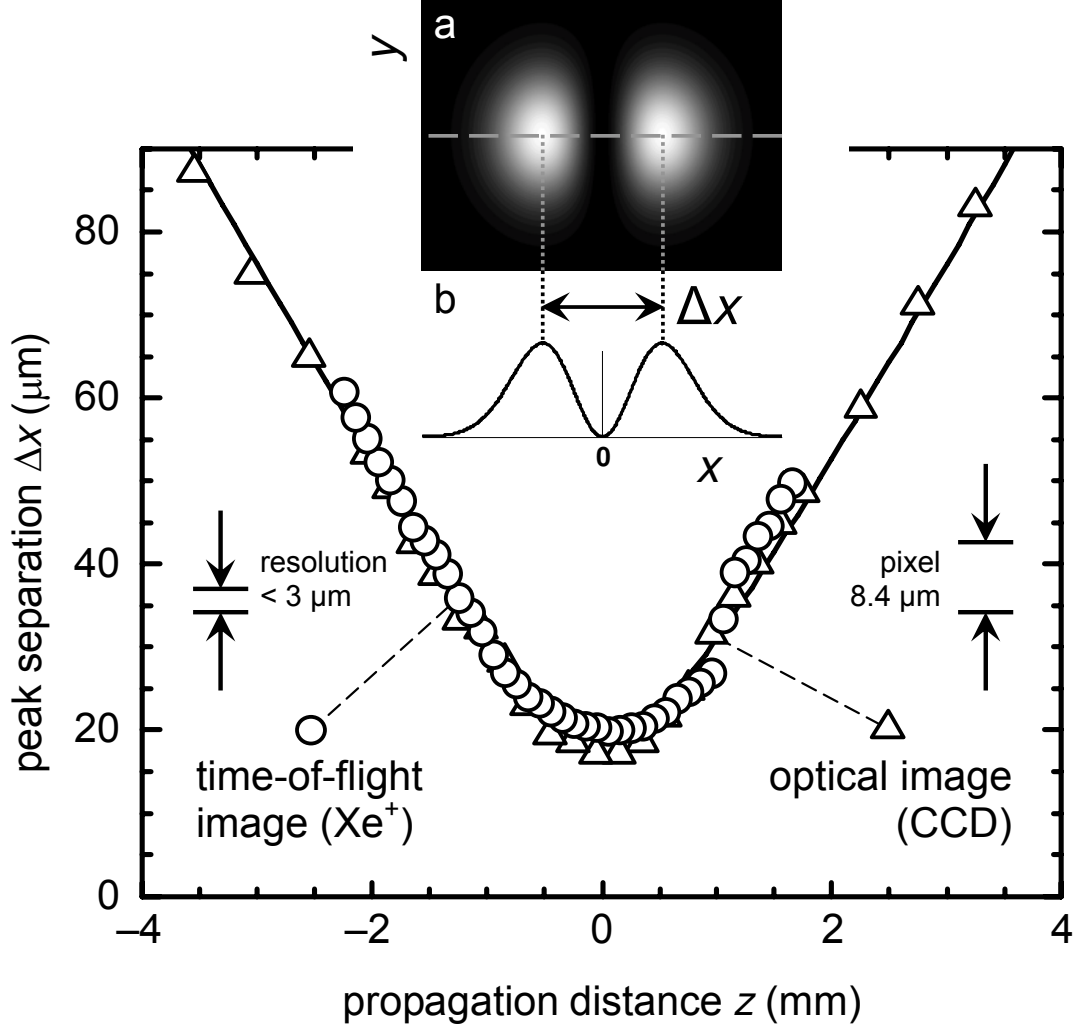 a
y
b
Δx
0
x
80
60
40
20
0
peak separation Δx (μm)
resolution
< 3 μm
pixel
8.4 μm
time-of-flight
image (Xe⁺)
optical image
(CCD)
–4
–2
0
2
4
propagation distance z (mm)